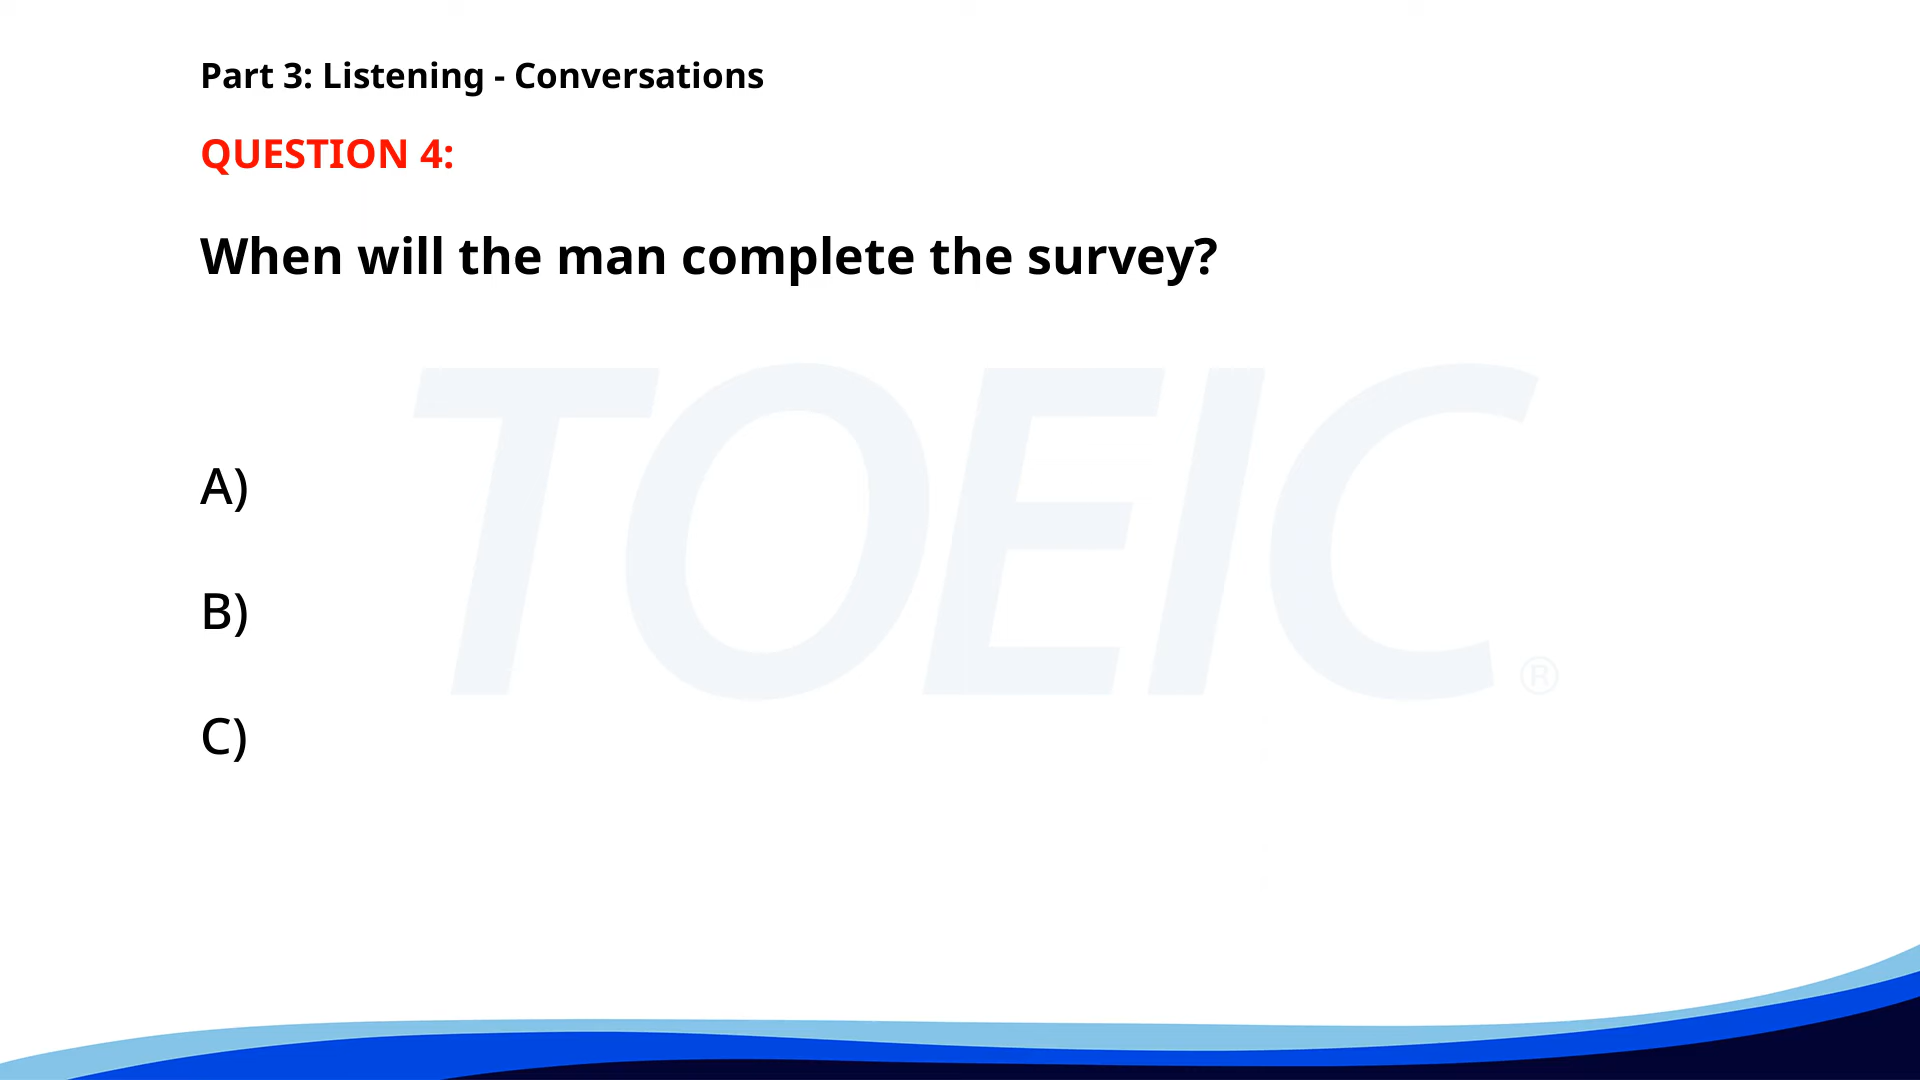 Part 3: Listening - Conversations
QUESTION 4:
When will the man complete the survey?
TOEIC®
A)
B)
C)